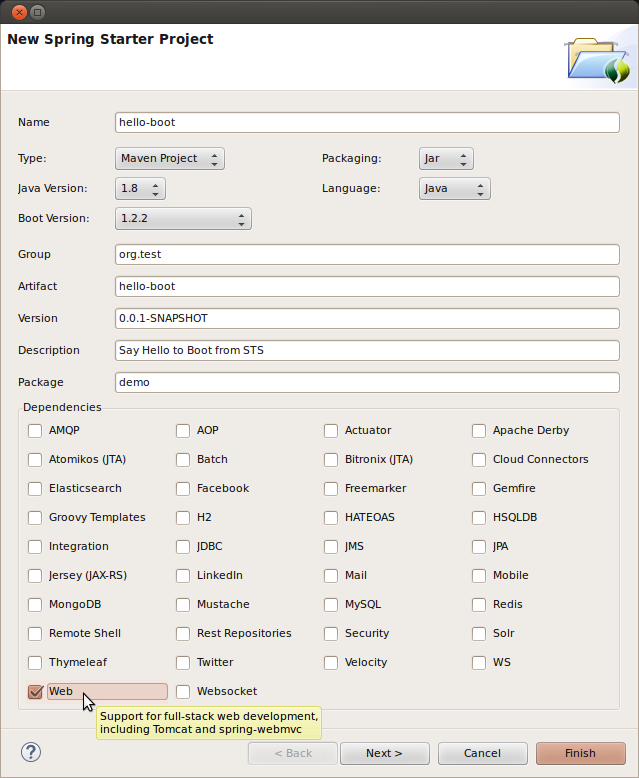 New Spring Starter Project
Name hello-boot
Type: Maven Project Packaging: Jar
Java Version: 1.8 Language: Java
Boot Version: 1.2.2
Group org.test
Artifact hello-boot
Version 0.0.1-SNAPSHOT
Description Say Hello to Boot from STS
Package demo
Dependencies
AMQP AOP Actuator Apache Derby
Atomikos (JTA) Batch Bitronix (JTA) Cloud Connectors
Elasticsearch Facebook Freemarker Gemfire
Groovy Templates H2 HATEOAS HSQLDB
Integration JDBC JMS JPA
Jersey (JAX-RS) LinkedIn Mail Mobile
MongoDB Mustache MySQL Redis
Remote Shell Rest Repositories Security Solr
Thymeleaf Twitter Velocity WS
Web Websocket
Support for full-stack web development,
including Tomcat and spring-webmvc
? < Back Next > Cancel Finish